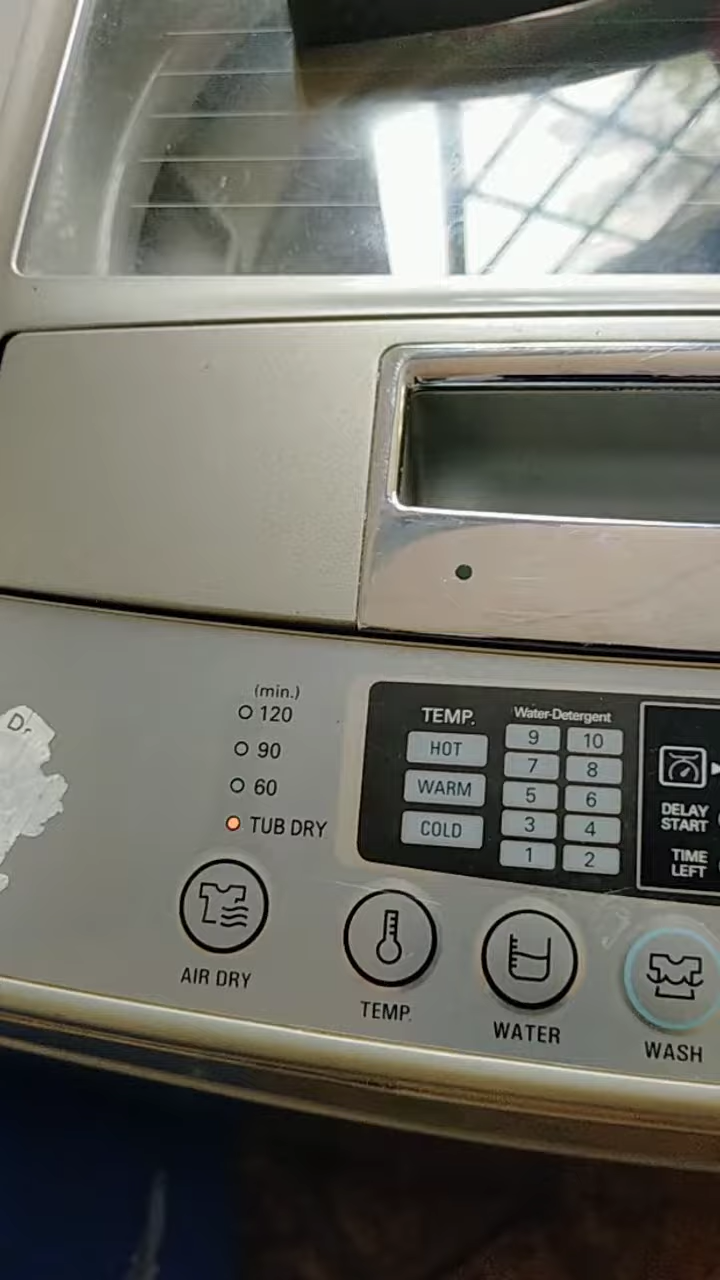 Dr
(min.)
120
90
60
TUB DRY
AIR DRY
TEMP.
HOT
WARM
COLD
Water-Detergent
9 10
7 8
5 6
3 4
1 2
DELAY
START
TIME
LEFT
TEMP.
WATER
WASH